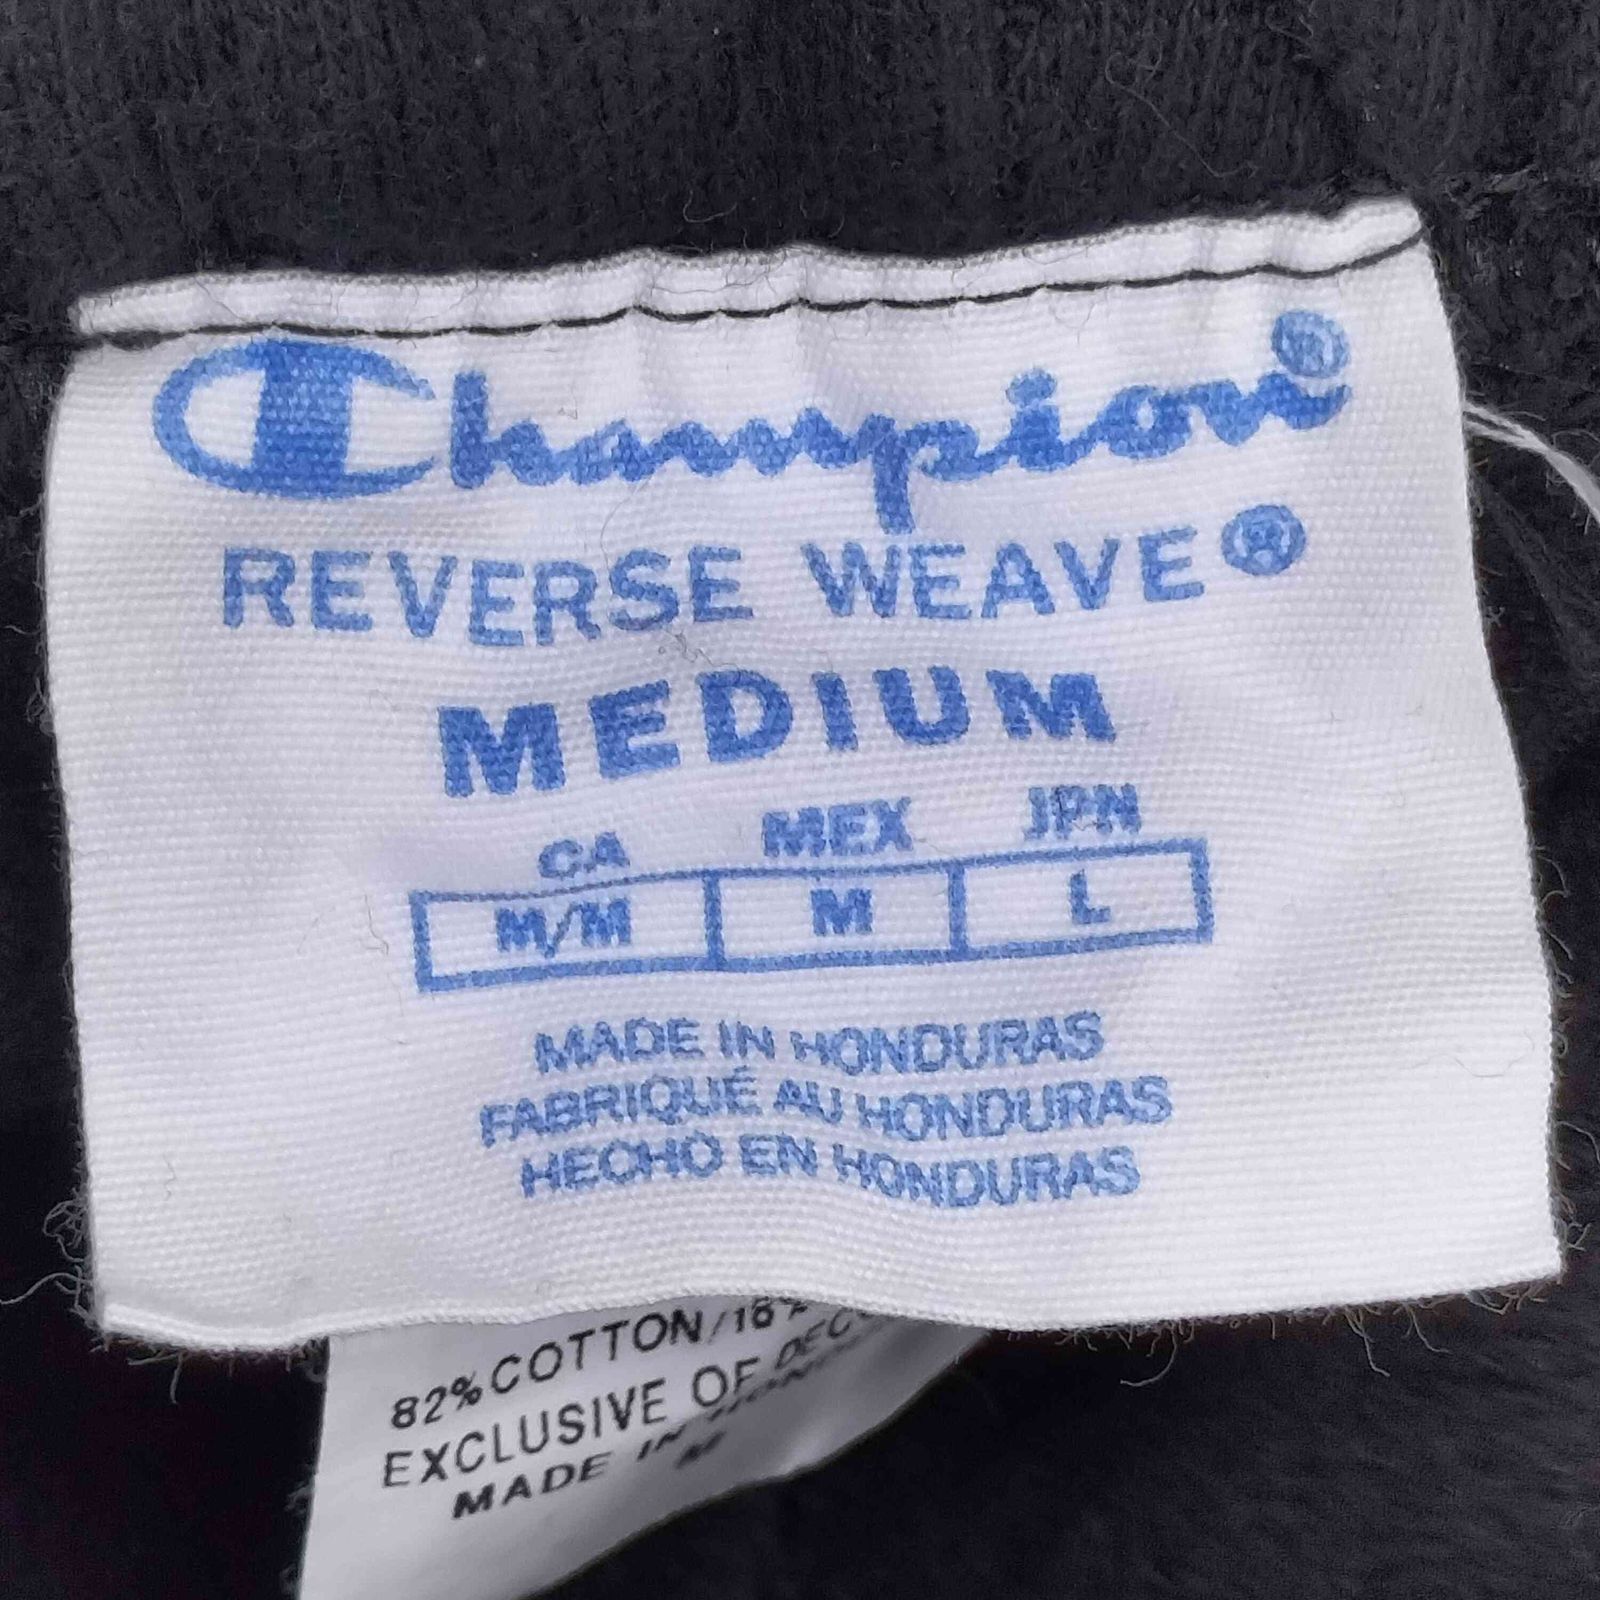 Champion®
REVERSE WEAVE®
MEDIUM
CA MEX JPN
M/M M L
MADE IN HONDURAS
FABRIQUÉ AU HONDURAS
HECHO EN HONDURAS
82% COTTON/18%
EXCLUSIVE OF
MADE IN
M